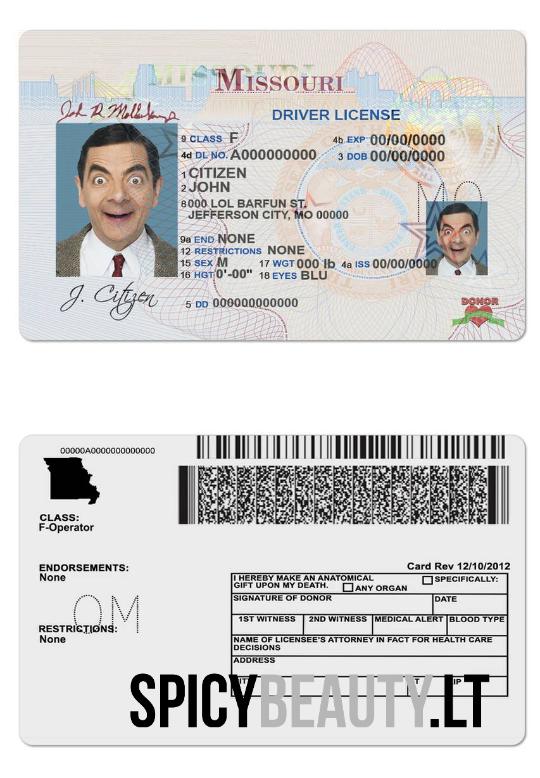 MISSOURI
MISSOURI
DRIVER LICENSE
9 CLASS F
4b EXP 00/00/0000
4d DL NO. A000000000
3 DOB 00/00/0000
1 CITIZEN
2 JOHN
8 000 LOL BARFUN ST.
JEFFERSON CITY, MO 00000
MO
9a END NONE
12 RESTRICTIONS NONE
15 SEX M 17 WGT 000 lb 4a ISS 00/00/0000
16 HGT 0'-00" 18 EYES BLU
J. Citizen
5 DD 000000000000
DONOR
00000A0000000000000
CLASS:
F-Operator
ENDORSEMENTS:
None
OM
RESTRICTIONS:
None
Card Rev 12/10/2012
I HEREBY MAKE AN ANATOMICAL
GIFT UPON MY DEATH. ANY ORGAN SPECIFICALLY:
SIGNATURE OF DONOR DATE
1ST WITNESS 2ND WITNESS MEDICAL ALERT BLOOD TYPE
NAME OF LICENSEE'S ATTORNEY IN FACT FOR HEALTH CARE
DECISIONS
ADDRESS
SPICYBEAUTY.LT